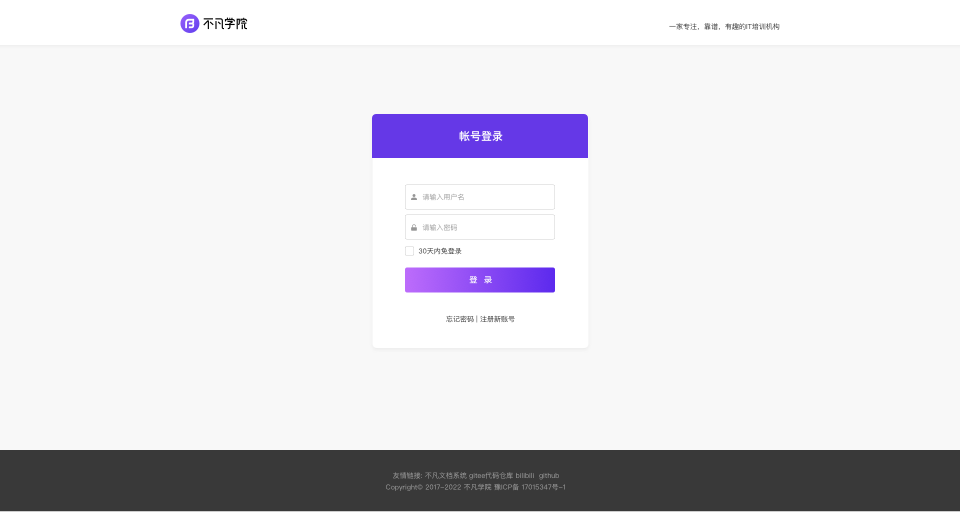 不凡学院
一家专注，靠谱，有趣的IT培训机构
帐号登录
请输入用户名
请输入密码
30天内免登录
登 录
忘记密码 | 注册新账号
友情链接: 不凡文档系统 gitee代码仓库 bilibili github
Copyright© 2017-2022 不凡学院 豫ICP备 17015347号-1